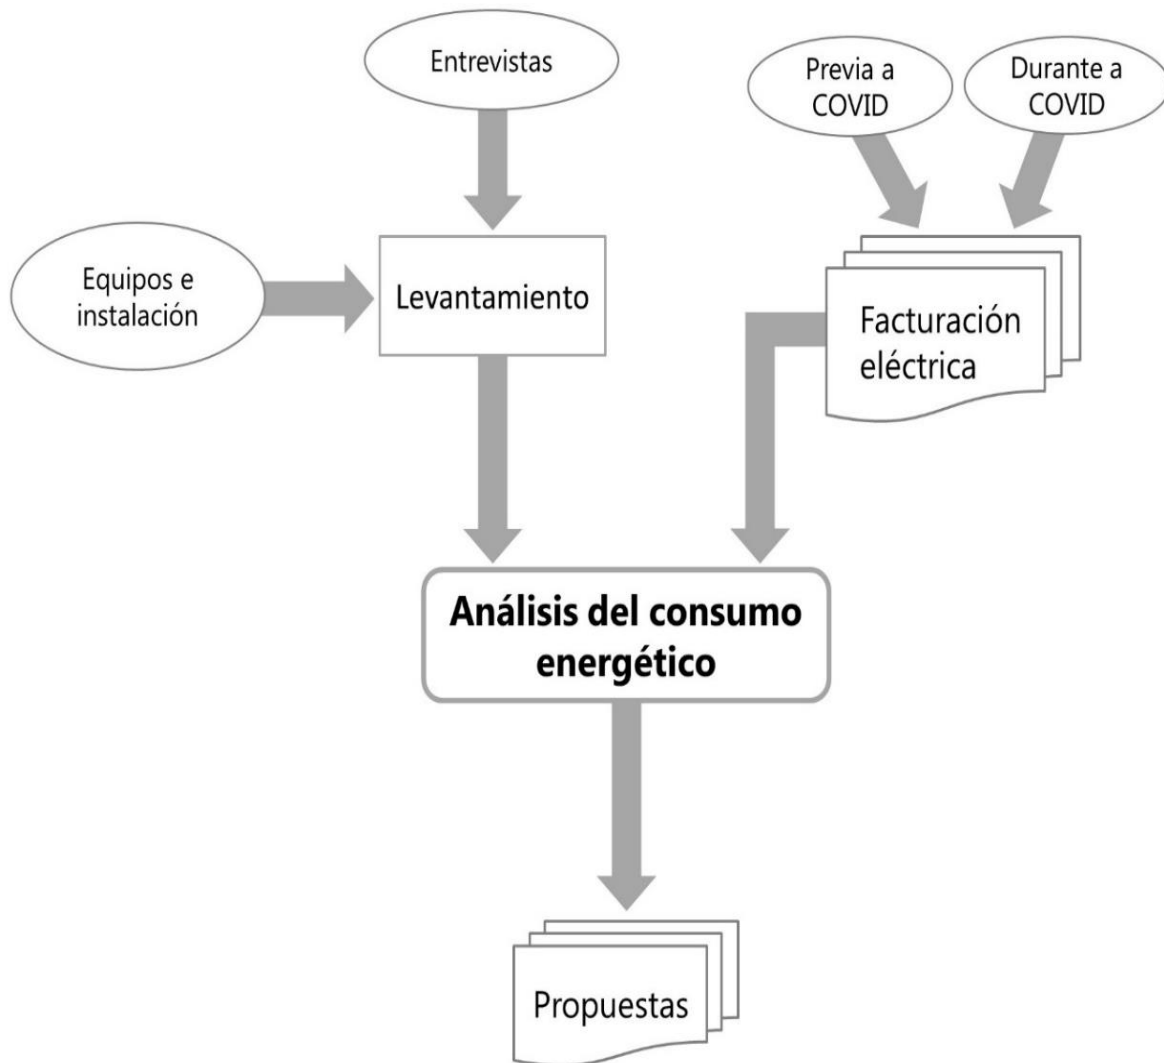 Entrevistas
Previa a
COVID
Durante a
COVID
Equipos e
instalación
Levantamiento
Facturación
eléctrica
Análisis del consumo
energético
Propuestas